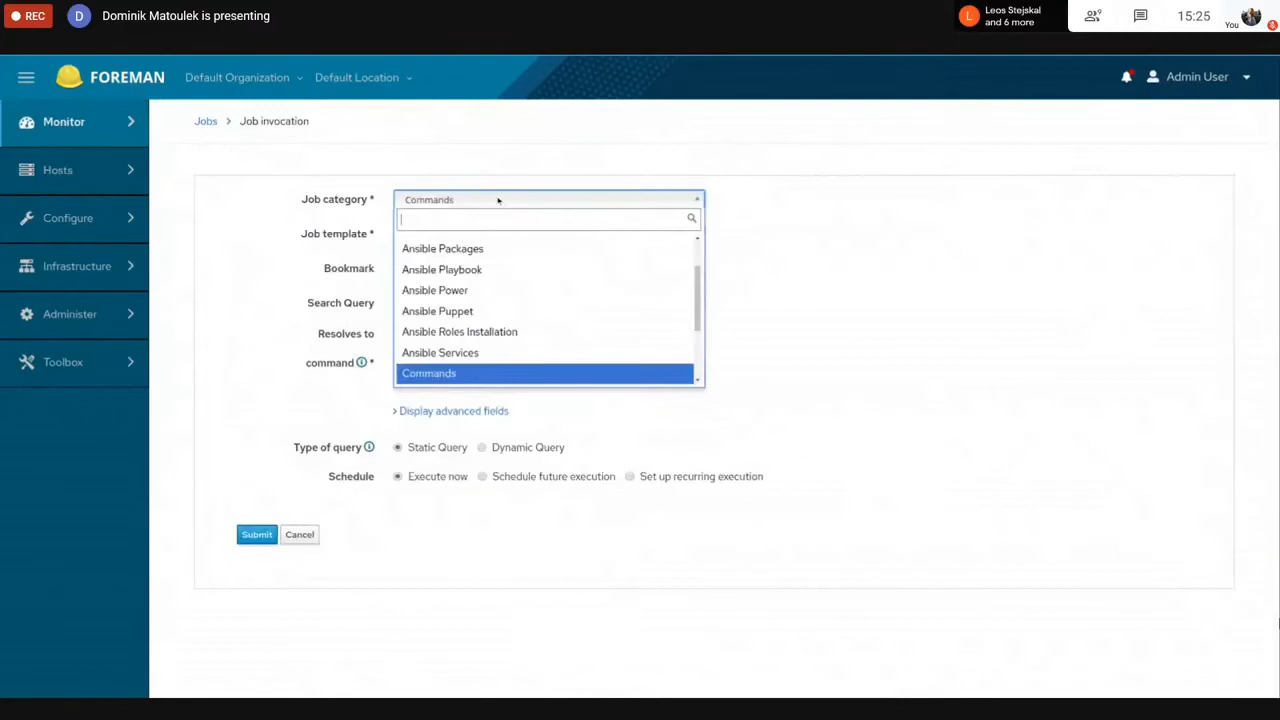 REC
D
Dominik Matoulek is presenting
L
Leos Stejskal
and 6 more
9
15:25
You
FOREMAN
Default Organization
Default Location
Admin User
Monitor
Hosts
Configure
Infrastructure
Administer
Toolbox
Jobs > Job invocation
Job category *
Commands
Ansible Packages
Ansible Playbook
Ansible Power
Ansible Puppet
Ansible Roles Installation
Ansible Services
Commands
Job template *
Bookmark
Search Query
Resolves to
command *
Display advanced fields
Type of query
Static Query
Dynamic Query
Schedule
Execute now
Schedule future execution
Set up recurring execution
Submit
Cancel